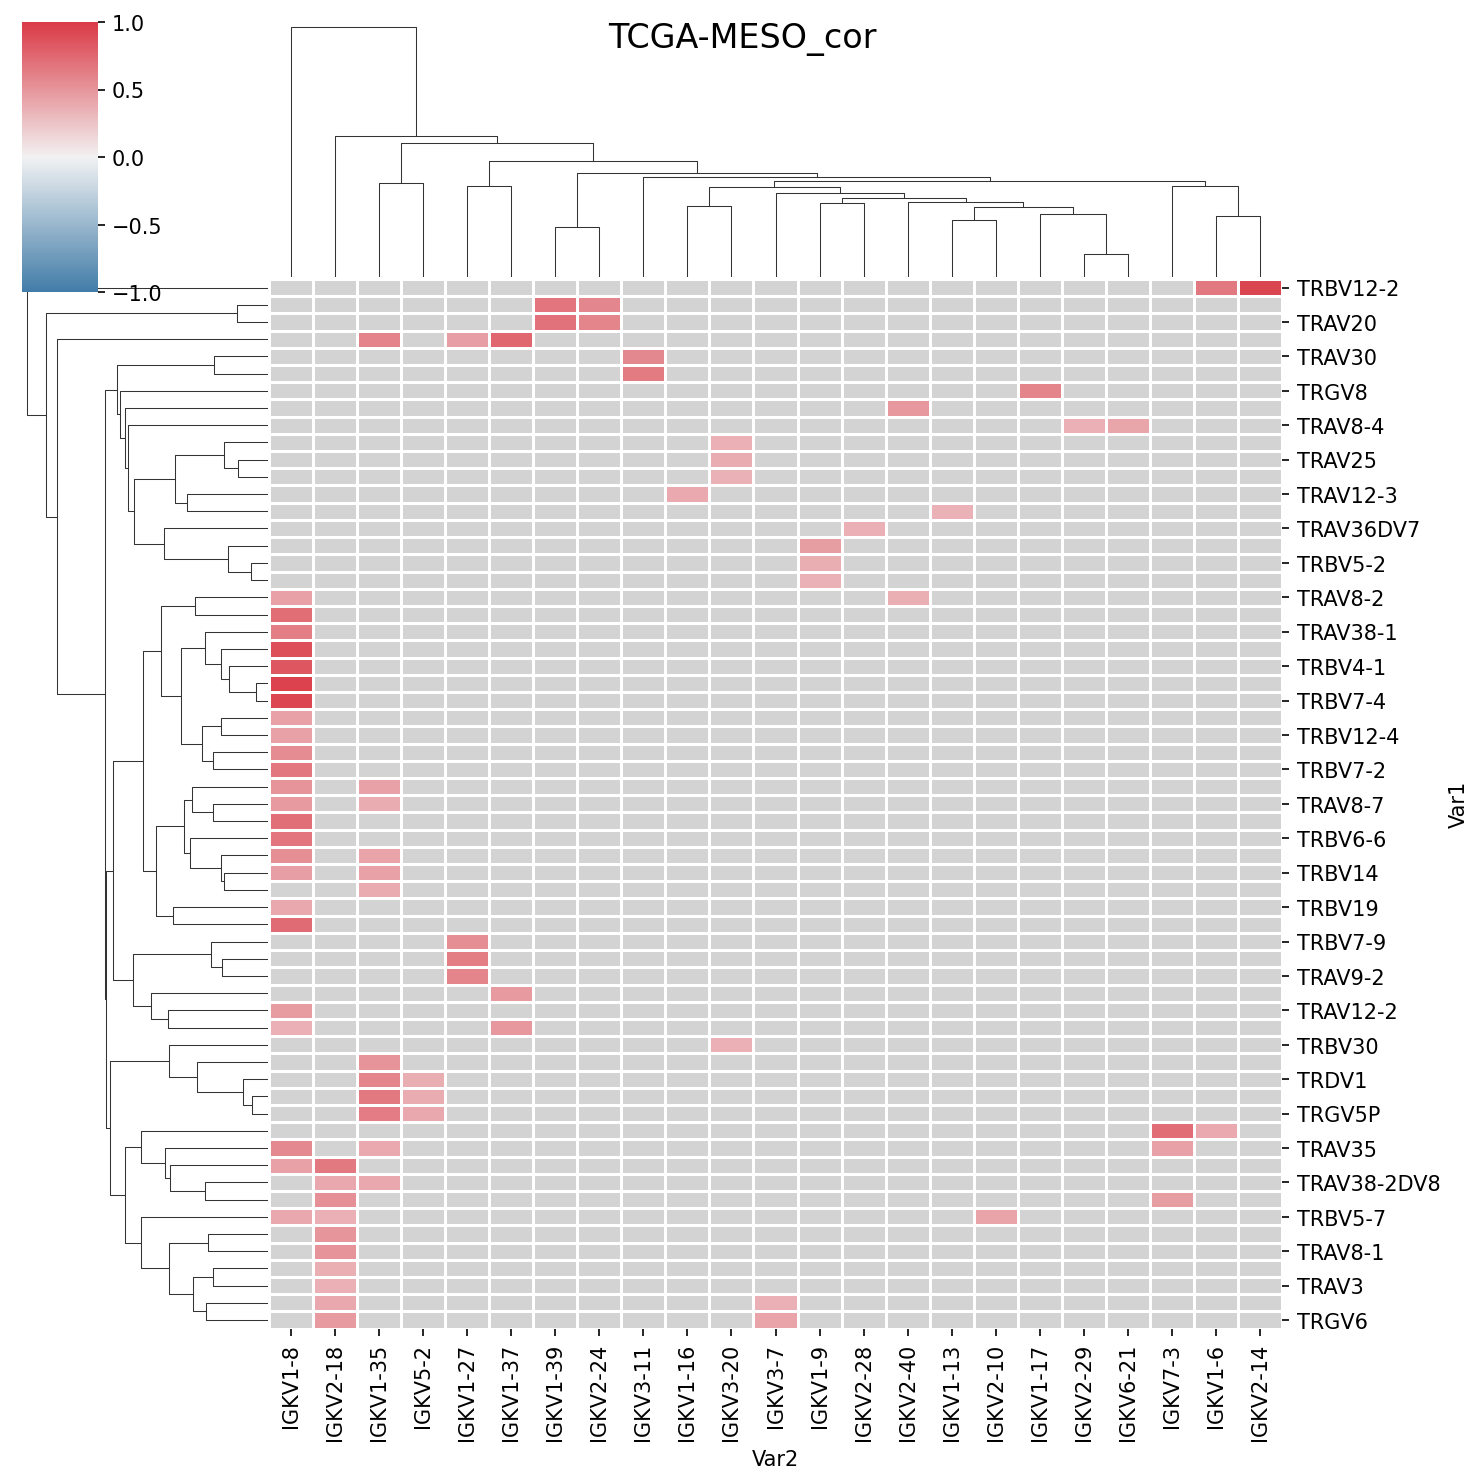 TCGA-MESO_cor
1.0
0.5
0.0
−0.5
−1.0
TRBV12-2
TRAV20
TRAV30
TRGV8
TRAV8-4
TRAV25
TRAV12-3
TRAV36DV7
TRBV5-2
TRAV8-2
TRAV38-1
TRBV4-1
TRBV7-4
TRBV12-4
TRBV7-2
TRAV8-7
TRBV6-6
TRBV14
TRBV19
TRBV7-9
TRAV9-2
TRAV12-2
TRBV30
TRDV1
TRGV5P
TRAV35
TRAV38-2DV8
TRBV5-7
TRAV8-1
TRAV3
TRGV6
Var1
IGKV1-8
IGKV2-18
IGKV1-35
IGKV5-2
IGKV1-27
IGKV1-37
IGKV1-39
IGKV2-24
IGKV3-11
IGKV1-16
IGKV3-20
IGKV3-7
IGKV1-9
IGKV2-28
IGKV2-40
IGKV1-13
IGKV2-10
IGKV1-17
IGKV2-29
IGKV6-21
IGKV7-3
IGKV1-6
IGKV2-14
Var2